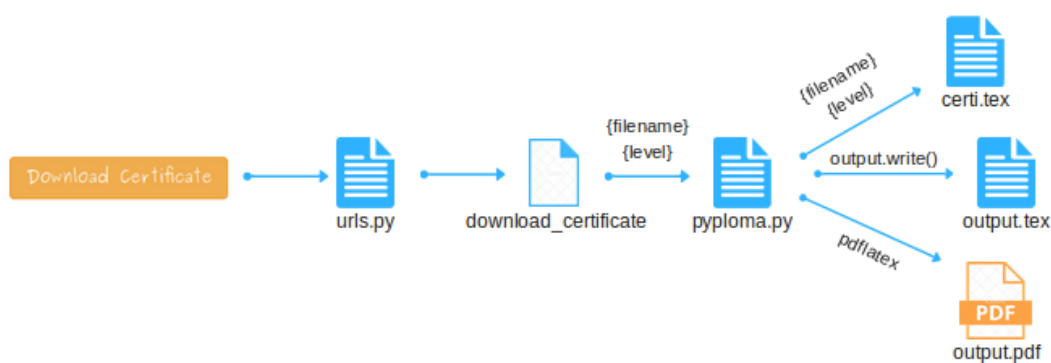 Download Certificate
urls.py
download_certificate
{filename}
{level}
pyploma.py
{filename}
{level}
certi.tex
output.write()
output.tex
pdflatex
PDF
output.pdf